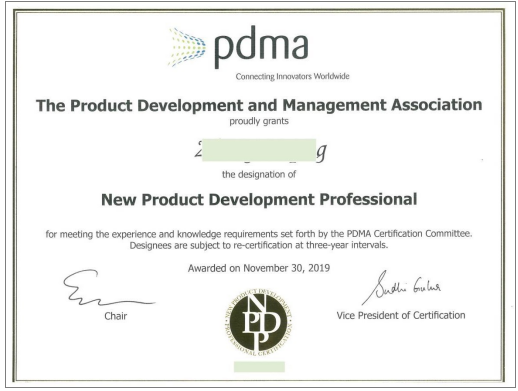 pdma
Connecting Innovators Worldwide
The Product Development and Management Association
proudly grants
the designation of
New Product Development Professional
for meeting the experience and knowledge requirements set forth by the PDMA Certification Committee.
Designees are subject to re-certification at three-year intervals.
Awarded on November 30, 2019
Chair
Vice President of Certification
NEW PRODUCT DEVELOPMENT
NPDP
PROFESSIONAL CERTIFICATION